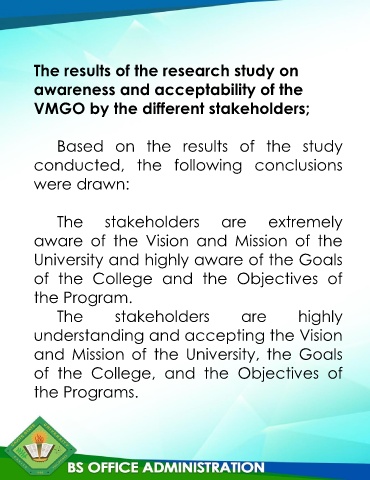 The results of the research study on
awareness and acceptability of the
VMGO by the different stakeholders;
Based on the results of the study
conducted, the following conclusions
were drawn:
The stakeholders are extremely
aware of the Vision and Mission of the
University and highly aware of the Goals
of the College and the Objectives of
the Program.
The stakeholders are highly
understanding and accepting the Vision
and Mission of the University, the Goals
of the College, and the Objectives of
the Programs.
BS OFFICE ADMINISTRATION